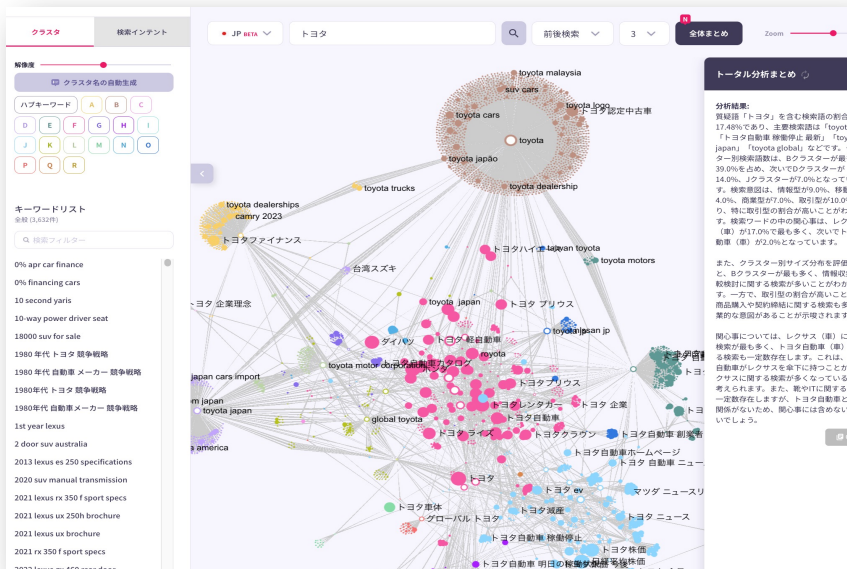 クラスタ
検索インテント
解像度
クラスタ名の自動生成
ハブキーワード A B C
D E F G H I
J K L M N O
P Q R
キーワードリスト
全般 (3,632件)
検索フィルター
0% apr car finance
0% financing cars
10 second yaris
10-way power driver seat
18000 suv for sale
1980 年代 トヨタ 競争戦略
1980 年代 自動車 メーカー 競争戦略
1980年代 トヨタ 競争戦略
1980年代 自動車 メーカー 競争戦略
1st year lexus
2 door suv australia
2013 lexus es 250 specifications
2020 suv manual transmission
2021 lexus rx 350 f sport specs
2021 lexus ux 250h brochure
2021 lexus ux brochure
2021 rx 350 f sport specs
JP BETA
トヨタ
前後検索
3
N
全体まとめ
Zoom
toyota malaysia
suv cars
toyota logo
トヨタ認定中古車
toyota cars
toyota
toyota japão
toyota dealership
toyota trucks
toyota dealerships
camry 2023
トヨタファイナンス
taiwan toyota
toyota motors
台湾スズキ
トヨタ 企業理念
toyota japan
トヨタ プリウス
ダイハツ
トヨタ 軽自動車
toyota motor corporation
royota
japan cars import
トヨタプリウス
toyota japan
トヨタレンタカー
トヨタ 企業
global toyota
トヨタ自動車
トヨタ ライズ
トヨタクラウン
トヨタ自動車 創業者
america
トヨタ自動車ホームページ
トヨタ 自動車 ニュー
トヨタ
トヨタ ev
マツダ ニュースリ
トヨタ車体
トヨタ減産
グローバル トヨタ
トヨタ ニュース
トヨタ自動車 稼働停止
トヨタ株価
トヨタ自動車 明日の稼働状況
トータル分析まとめ
分析結果:
質疑語「トヨタ」を含む検索語の割合
17.48%であり、主要検索語は「toyot
「トヨタ自動車 稼働停止 最新」「toy
japan」「toyota global」などです。
ター別検索語数は、Bクラスターが最
39.0%を占め、次いでDクラスターが
14.0%、Jクラスターが7.0%となって
す。検索意図は、情報型が9.0%、移動
4.0%、商業型が7.0%、取引型が10.0%
り、特に取引型の割合が高いことがわ
す。検索ワードの中の関心事は、レク
（車）が17.0%で最も多く、次いでト
動車（車）が2.0%となっています。
また、クラスター別サイズ分布を評価
と、Bクラスターが最も多く、情報収
較検討に関する検索が多いことがわか
す。一方で、取引型の割合が高いこと
商品購入や契約締結に関する検索も多
業的な意図があることが示唆されます
関心事については、レクサス（車）に
検索が最も多く、トヨタ自動車（車）
る検索も一定数存在します。これは、
自動車がレクサスを傘下に持つことか
クサスに関する検索が多くなっている
考えられます。また、靴やITに関する
一定数存在しますが、トヨタ自動車と
関係がないため、関心事には含めない
いでしょう。